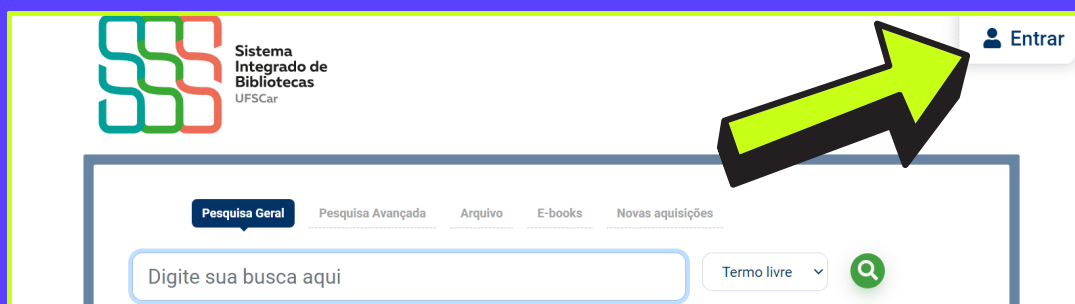 Sistema
Integrado de
Bibliotecas
UFSCar
Entrar
Pesquisa Geral Pesquisa Avançada Arquivo E-books Novas aquisições
Digite sua busca aqui Termo livre